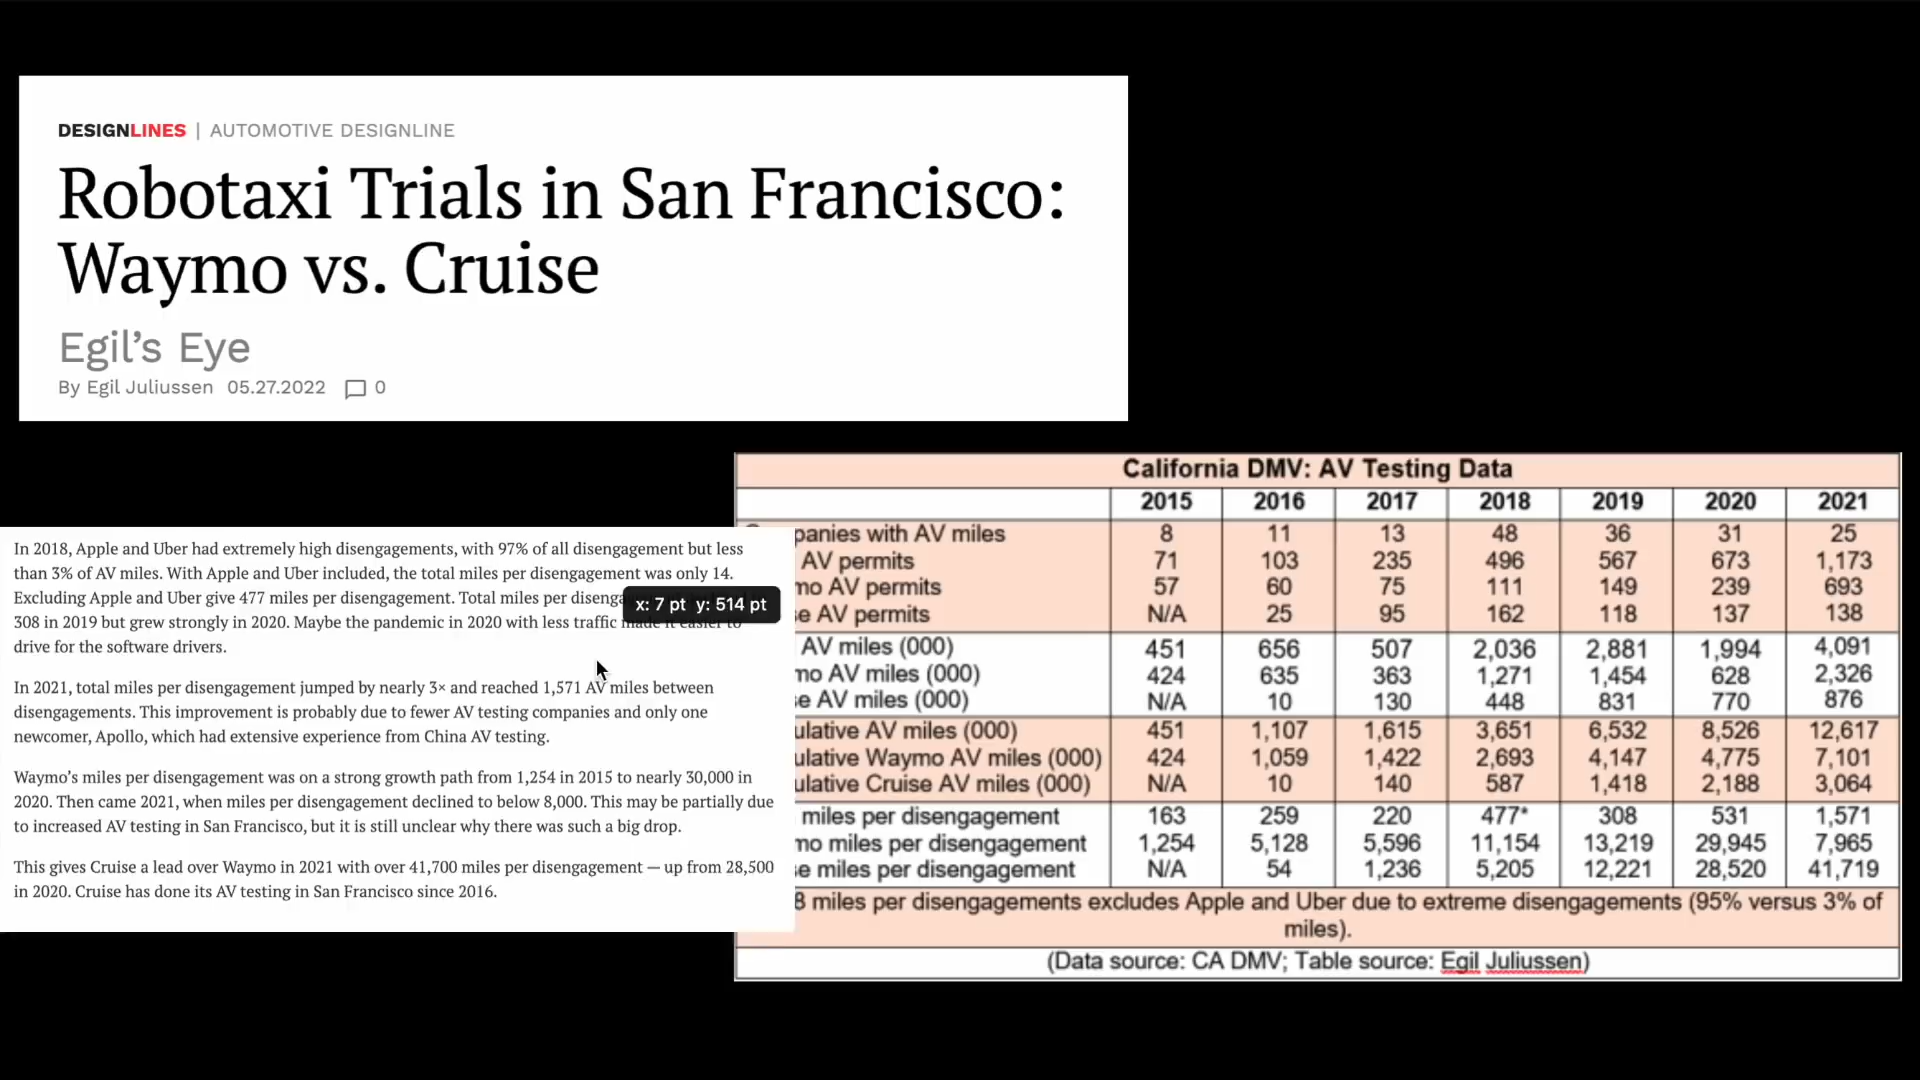 DESIGNLINES | AUTOMOTIVE DESIGNLINE
Robotaxi Trials in San Francisco:
Waymo vs. Cruise
Egil's Eye
By Egil Juliussen 05.27.2022 0
In 2018, Apple and Uber had extremely high disengagements, with 97% of all disengagement but less
than 3% of AV miles. With Apple and Uber included, the total miles per disengagement was only 14.
Excluding Apple and Uber give 477 miles per disengagement. Total miles per disenga
308 in 2019 but grew strongly in 2020. Maybe the pandemic in 2020 with less traffic made it easier to
drive for the software drivers.
x: 7 pt y: 514 pt
In 2021, total miles per disengagement jumped by nearly 3× and reached 1,571 AV miles between
disengagements. This improvement is probably due to fewer AV testing companies and only one
newcomer, Apollo, which had extensive experience from China AV testing.
Waymo's miles per disengagement was on a strong growth path from 1,254 in 2015 to nearly 30,000 in
2020. Then came 2021, when miles per disengagement declined to below 8,000. This may be partially due
to increased AV testing in San Francisco, but it is still unclear why there was such a big drop.
This gives Cruise a lead over Waymo in 2021 with over 41,700 miles per disengagement — up from 28,500
in 2020. Cruise has done its AV testing in San Francisco since 2016.
California DMV: AV Testing Data
2015 2016 2017 2018 2019 2020 2021
panies with AV miles 8 11 13 48 36 31 25
AV permits 71 103 235 496 567 673 1,173
mo AV permits 57 60 75 111 149 239 693
e AV permits N/A 25 95 162 118 137 138
AV miles (000) 451 656 507 2,036 2,881 1,994 4,091
mo AV miles (000) 424 635 363 1,271 1,454 628 2,326
e AV miles (000) N/A 10 130 448 831 770 876
ulative AV miles (000) 451 1,107 1,615 3,651 6,532 8,526 12,617
ulative Waymo AV miles (000) 424 1,059 1,422 2,693 4,147 4,775 7,101
ulative Cruise AV miles (000) N/A 10 140 587 1,418 2,188 3,064
miles per disengagement 163 259 220 477* 308 531 1,571
mo miles per disengagement 1,254 5,128 5,596 11,154 13,219 29,945 7,965
e miles per disengagement N/A 54 1,236 5,205 12,221 28,520 41,719
8 miles per disengagements excludes Apple and Uber due to extreme disengagements (95% versus 3% of
miles).
(Data source: CA DMV; Table source: Egil Juliussen)